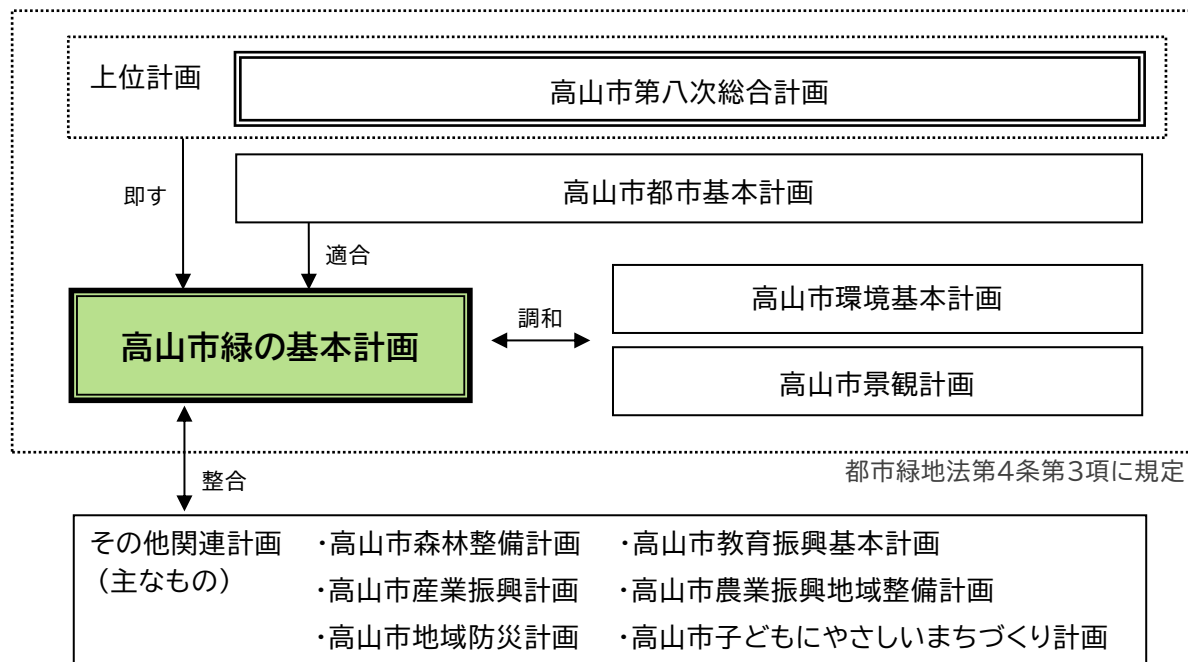 上位計画
高山市第八次総合計画
即す
高山市都市基本計画
適合
高山市環境基本計画
高山市緑の基本計画
調和
高山市景観計画
都市緑地法第4条第3項に規定
整合
その他関連計画 ・高山市森林整備計画 ・高山市教育振興基本計画
（主なもの） ・高山市産業振興計画 ・高山市農業振興地域整備計画
・高山市地域防災計画 ・高山市子どもにやさしいまちづくり計画